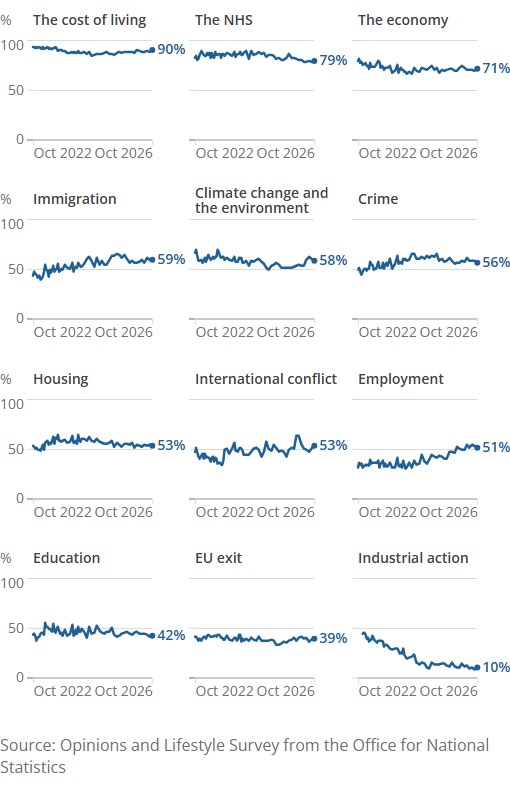 % The cost of living The NHS The economy
100
90% 79% 71%
50
0
Oct 2022 Oct 2026 Oct 2022 Oct 2026 Oct 2022 Oct 2026
% Immigration Climate change and the environment Crime
100
59% 58% 56%
50
0
Oct 2022 Oct 2026 Oct 2022 Oct 2026 Oct 2022 Oct 2026
% Housing International conflict Employment
100
53% 53% 51%
50
0
Oct 2022 Oct 2026 Oct 2022 Oct 2026 Oct 2022 Oct 2026
% Education EU exit Industrial action
100
50
42% 39% 10%
0
Oct 2022 Oct 2026 Oct 2022 Oct 2026 Oct 2022 Oct 2026
Source: Opinions and Lifestyle Survey from the Office for National
Statistics